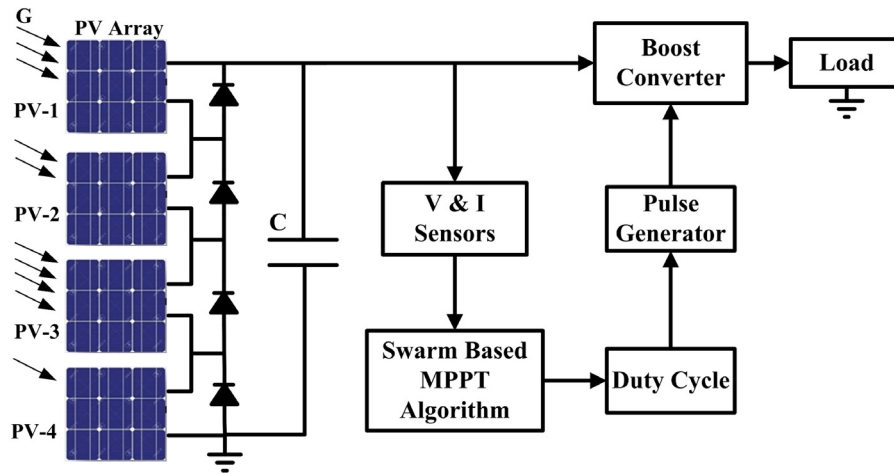 G
PV Array
PV-1
PV-2
PV-3
PV-4
C
V & I
Sensors
Swarm Based
MPPT
Algorithm
Duty Cycle
Pulse
Generator
Boost
Converter
Load